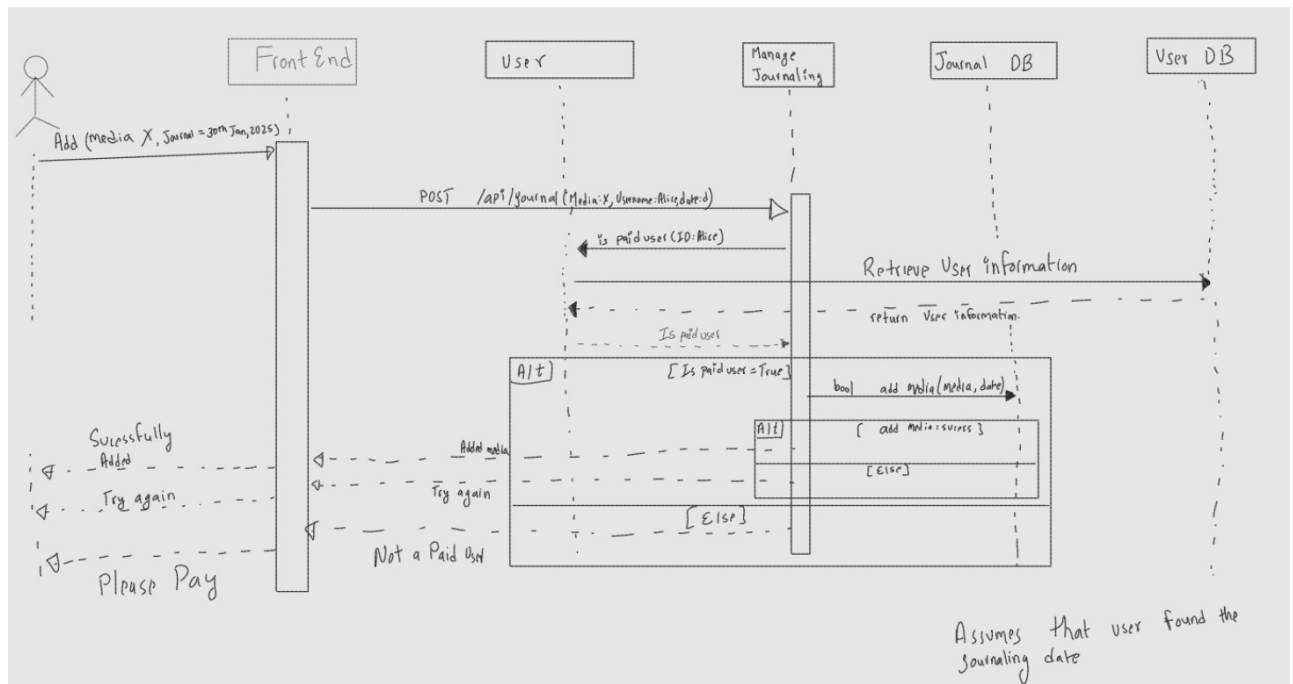 Front End
User
Manage
Journaling
Journal DB
User DB
Add (media X, Journal = 30th Jan, 2025)
POST /api/journal (Media:X, Username:Alice, date:d)
is paid user (ID:Alice)
Retrieve User information
return User information.
Is paid user
Alt
[ Is paid user = True ]
bool add media (media, date)
Alt
[ add media = sucess ]
Sucessfully
Added
Added media
[ Else ]
Try again
Try again
[ Else ]
Not a Paid User
Please Pay
Assumes that user found the
journaling date